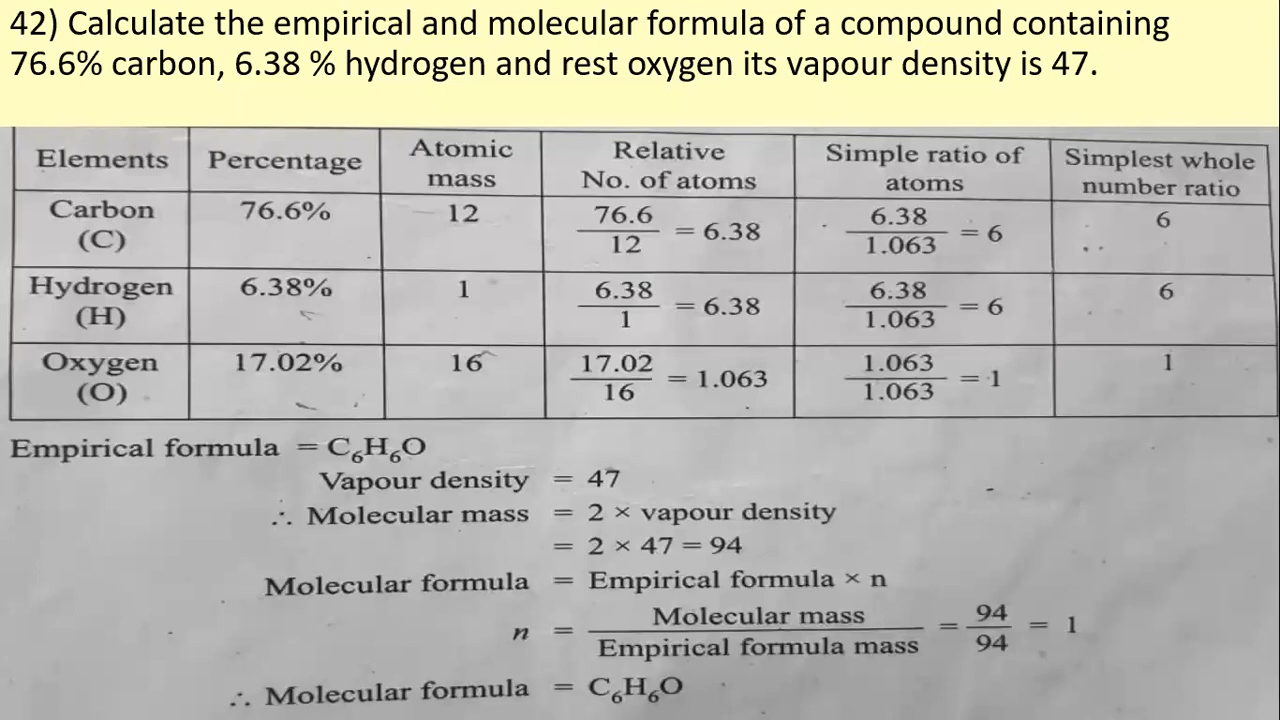 42) Calculate the empirical and molecular formula of a compound containing
76.6% carbon, 6.38 % hydrogen and rest oxygen its vapour density is 47.
Elements Percentage Atomic mass Relative No. of atoms Simple ratio of atoms Simplest whole number ratio
Carbon (C) 76.6% 12 76.6/12 = 6.38 6.38/1.063 = 6 6
Hydrogen (H) 6.38% 1 6.38/1 = 6.38 6.38/1.063 = 6 6
Oxygen (O) 17.02% 16 17.02/16 = 1.063 1.063/1.063 = 1 1
Empirical formula = C₆H₆O
Vapour density = 47
∴ Molecular mass = 2 × vapour density
= 2 × 47 = 94
Molecular formula = Empirical formula × n
n = Molecular mass/Empirical formula mass = 94/94 = 1
∴ Molecular formula = C₆H₆O